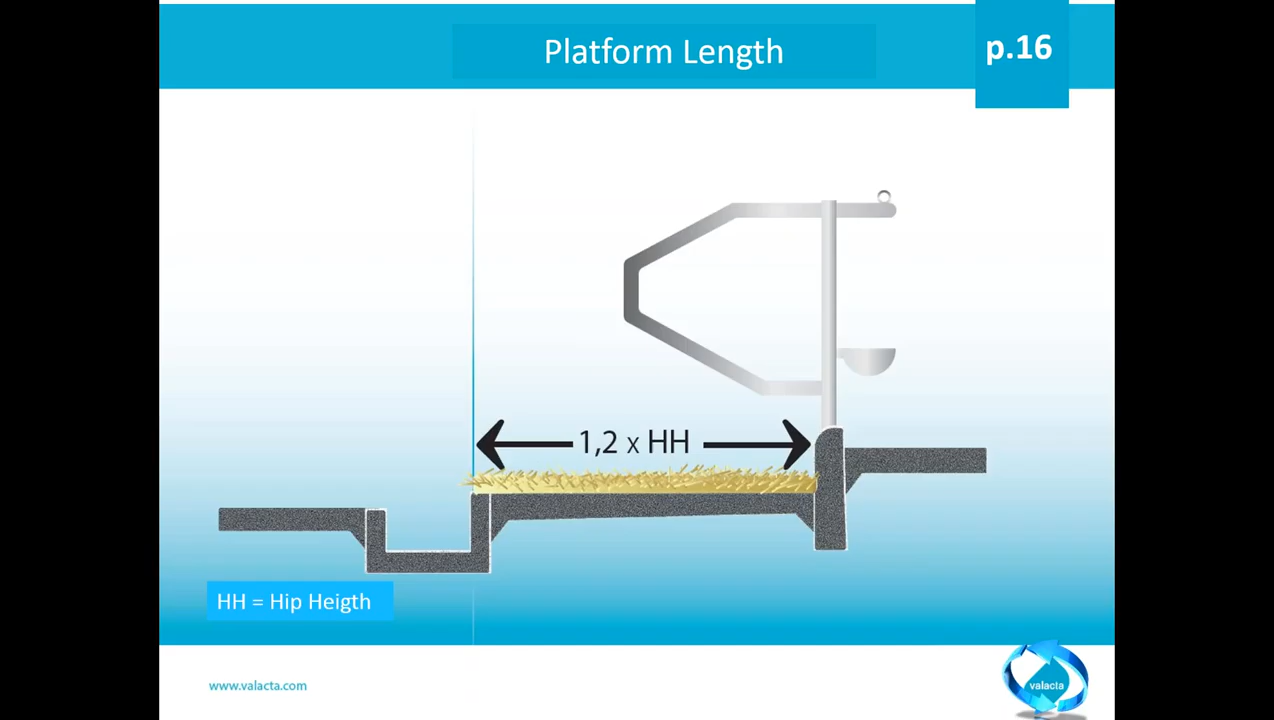 Platform Length
p.16
1,2 x HH
HH = Hip Heigth
www.valacta.com
valacta